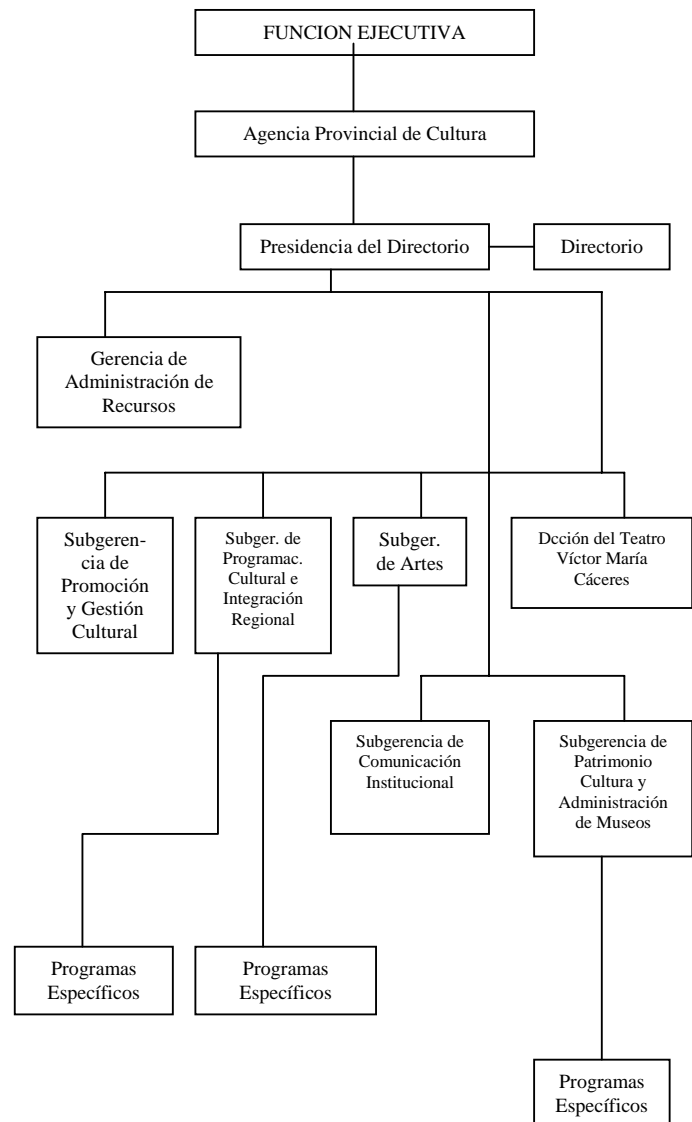 FUNCION EJECUTIVA
Agencia Provincial de Cultura
Presidencia del Directorio
Directorio
Gerencia de
Administración de
Recursos
Subgeren-
cia de
Promoción
y Gestión
Cultural
Subger. de
Programac.
Cultural e
Integración
Regional
Subger.
de Artes
Dcción del Teatro
Víctor María
Cáceres
Subgerencia de
Comunicación
Institucional
Subgerencia de
Patrimonio
Cultura y
Administración
de Museos
Programas
Específicos
Programas
Específicos
Programas
Específicos